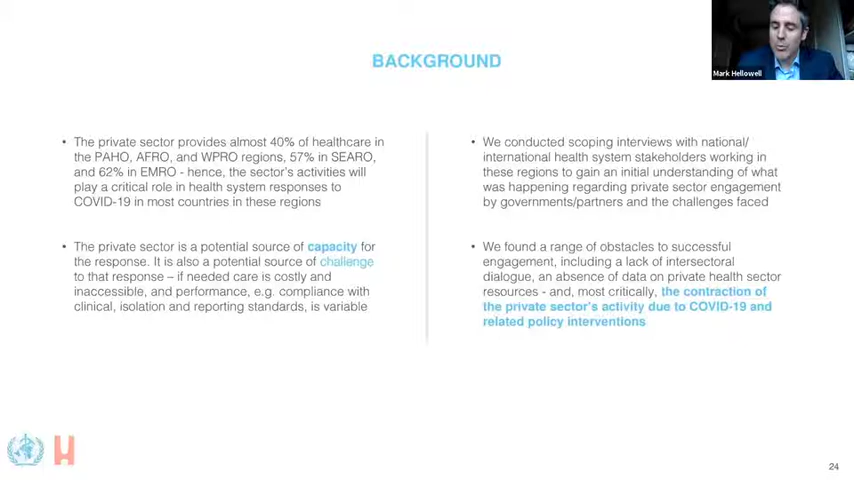 Mark Hellowell
BACKGROUND
• The private sector provides almost 40% of healthcare in
the PAHO, AFRO, and WPRO regions, 57% in SEARO,
and 62% in EMRO - hence, the sector's activities will
play a critical role in health system responses to
COVID-19 in most countries in these regions
• The private sector is a potential source of capacity for
the response. It is also a potential source of challenge
to that response – if needed care is costly and
inaccessible, and performance, e.g. compliance with
clinical, isolation and reporting standards, is variable
• We conducted scoping interviews with national/
international health system stakeholders working in
these regions to gain an initial understanding of what
was happening regarding private sector engagement
by governments/partners and the challenges faced
• We found a range of obstacles to successful
engagement, including a lack of intersectoral
dialogue, an absence of data on private health sector
resources - and, most critically, the contraction of
the private sector's activity due to COVID-19 and
related policy interventions
24